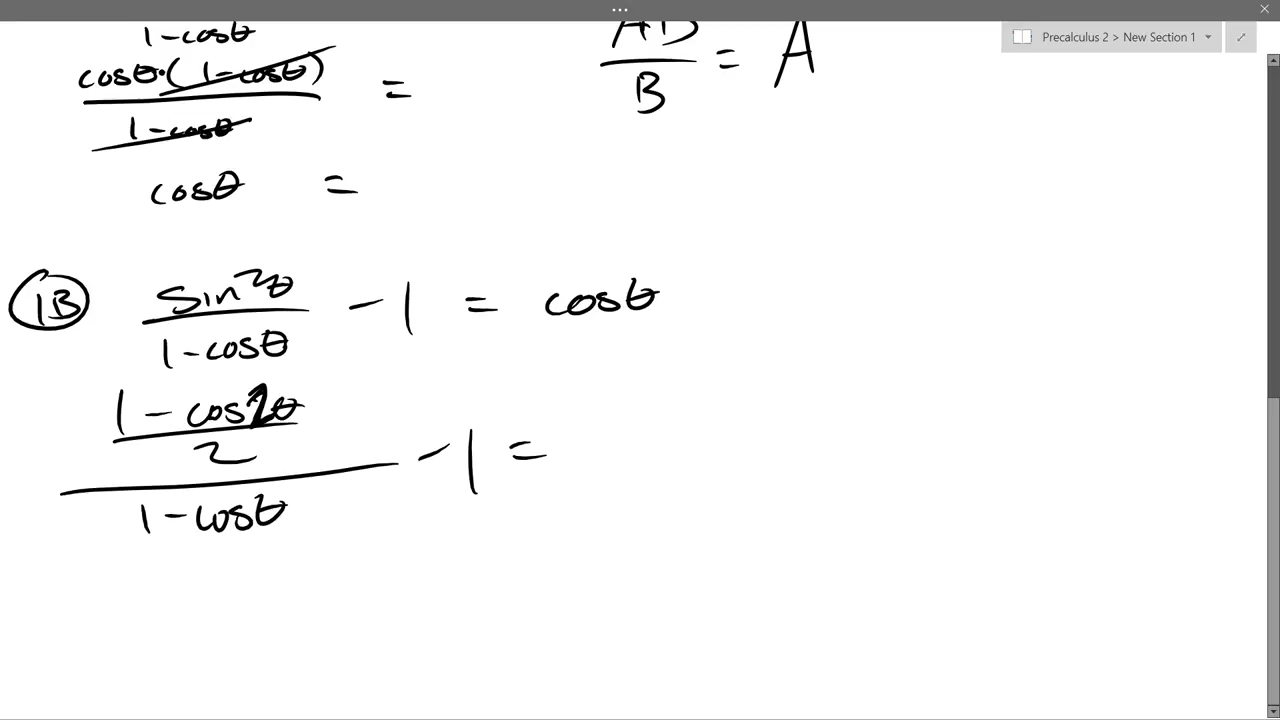 Precalculus 2 > New Section 1
1-cosθ
cosθ·(1-cosθ)
=
1-cosθ
cosθ =
AB
B
= A
1B
sin²θ
1-cosθ
-1 = cosθ
1-cos2θ
2
1-cosθ
-1 =